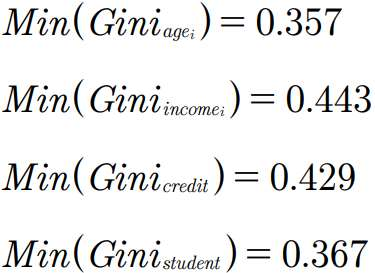 Min(Gini_{age_i}) = 0.357
Min(Gini_{income_i}) = 0.443
Min(Gini_{credit}) = 0.429
Min(Gini_{student}) = 0.367